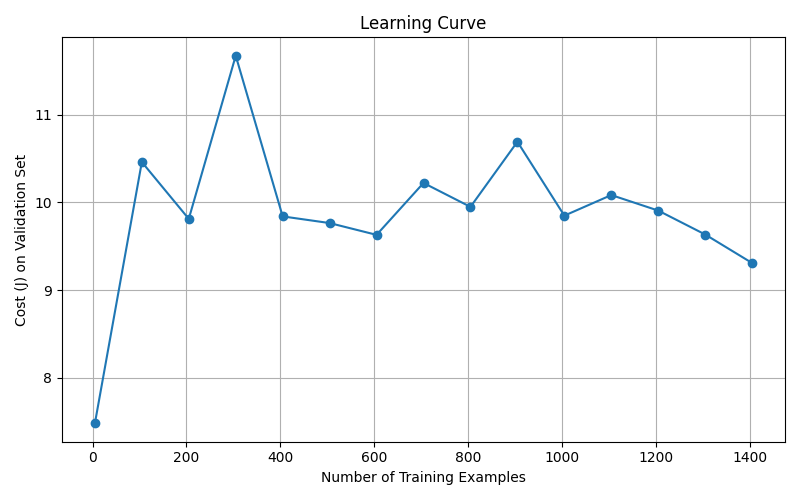 Learning Curve
Cost (J) on Validation Set
11
10
9
8
0 200 400 600 800 1000 1200 1400
Number of Training Examples